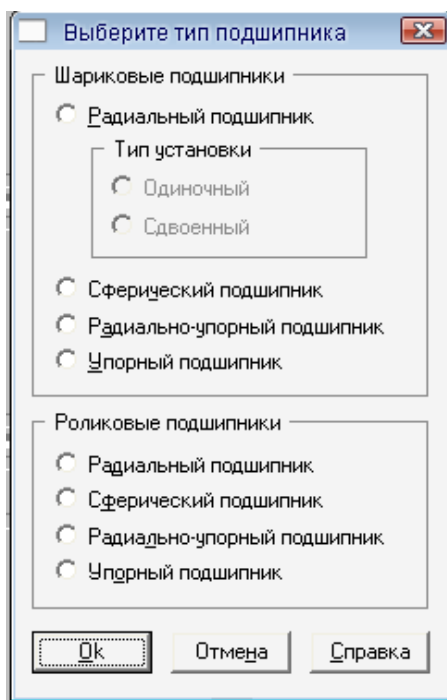 Выберите тип подшипника
Шариковые подшипники
Радиальный подшипник
Тип установки
Одиночный
Сдвоенный
Сферический подшипник
Радиально-упорный подшипник
Упорный подшипник
Роликовые подшипники
Радиальный подшипник
Сферический подшипник
Радиально-упорный подшипник
Упорный подшипник
Ok Отмена Справка